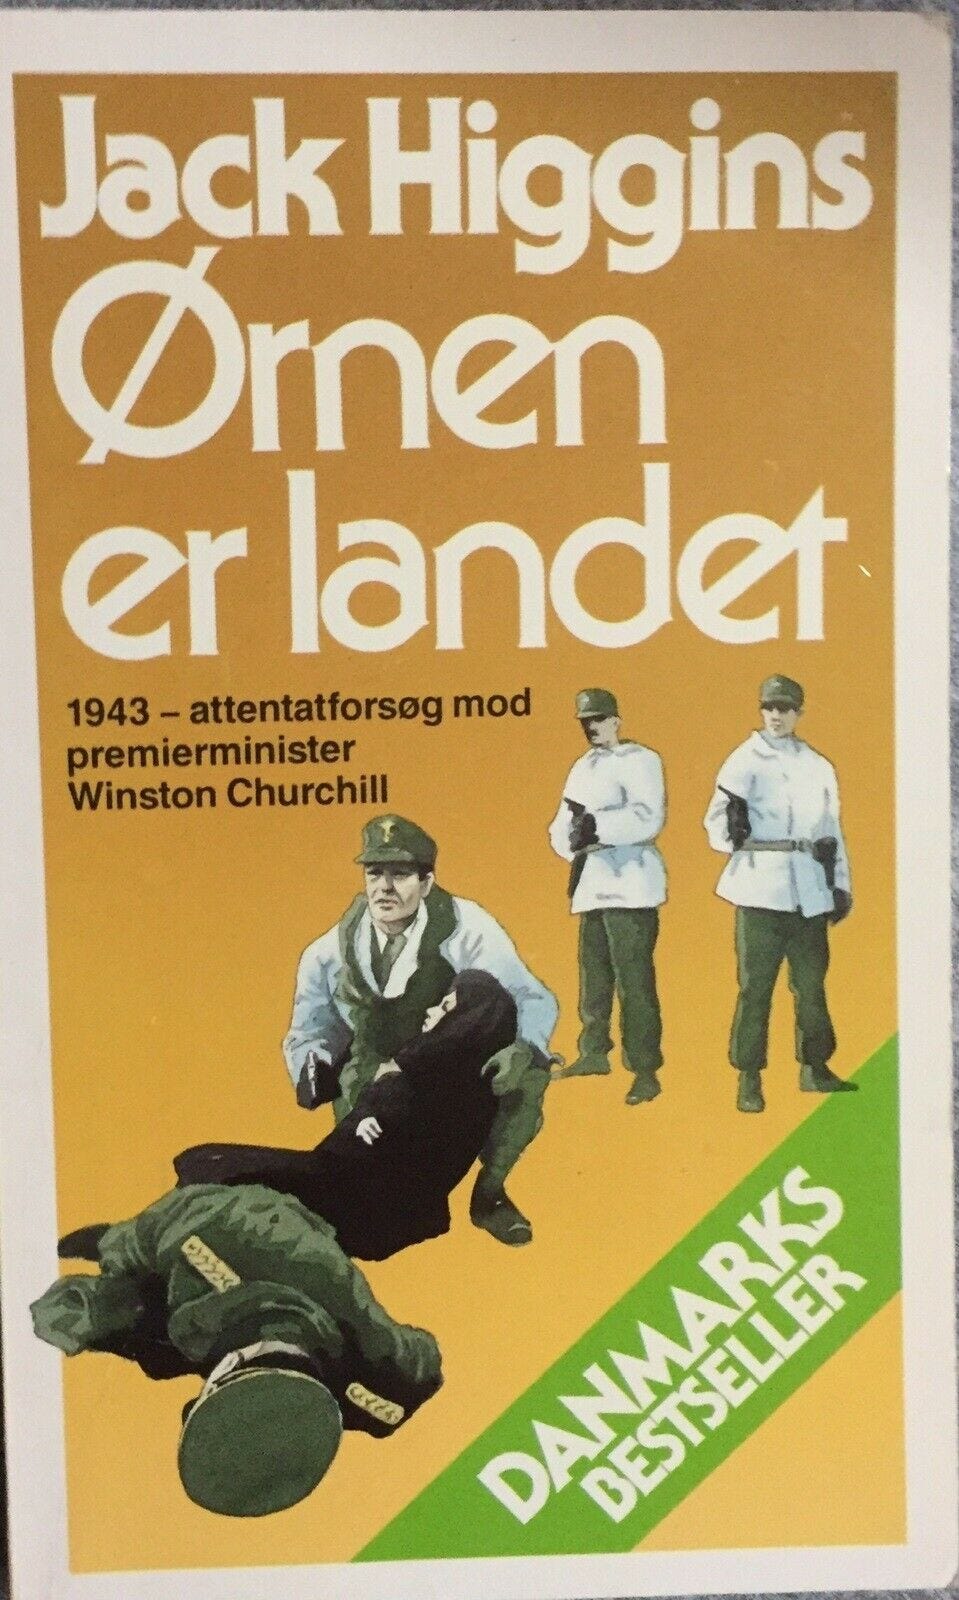 Jack Higgins
Ørnen
er landet
1943 – attentatforsøg mod
premierminister
Winston Churchill
DANMARKS
BESTSELLER